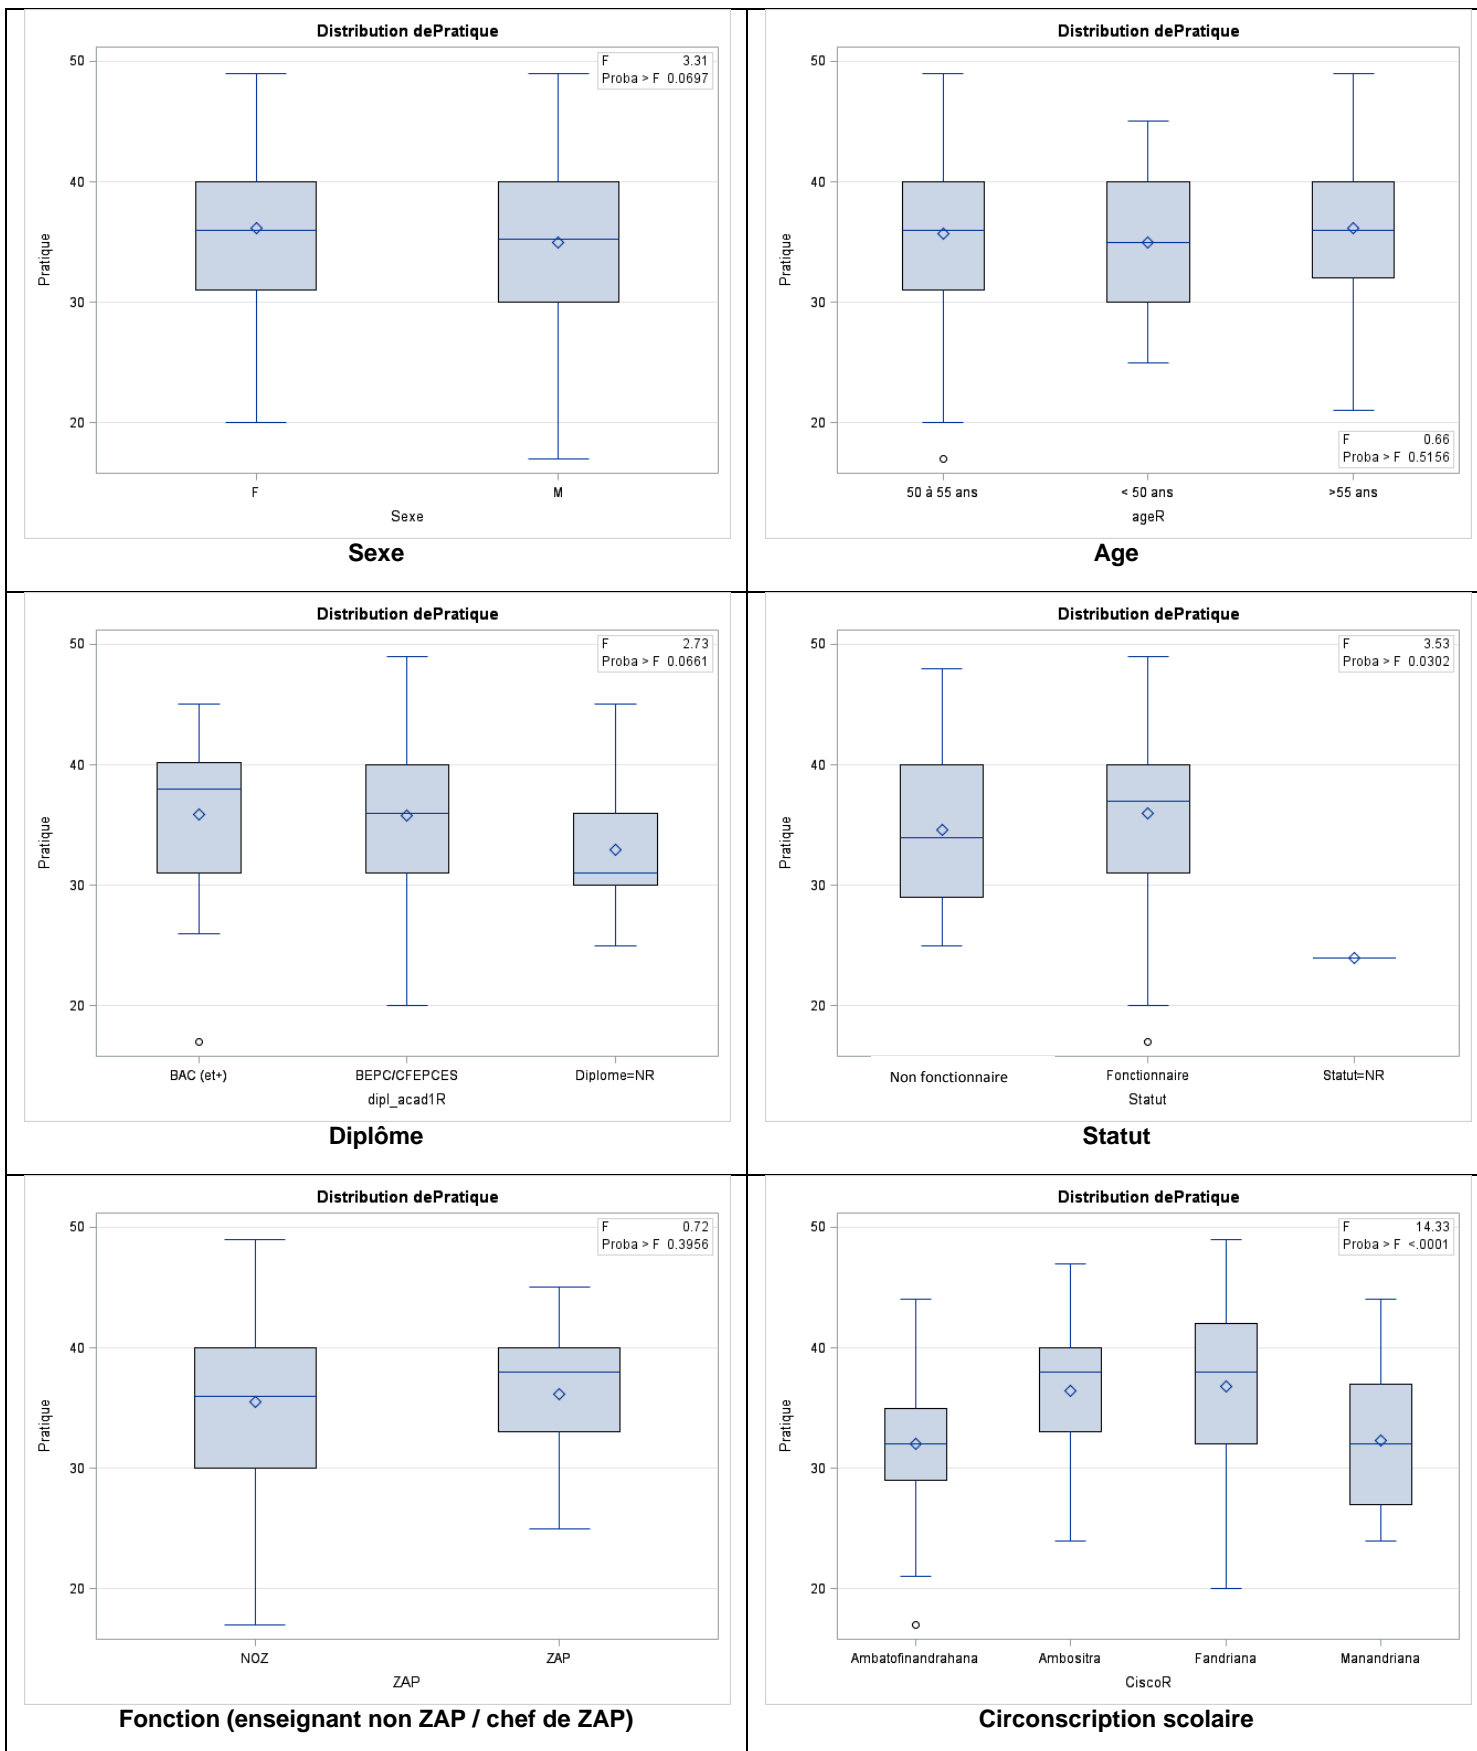 Distribution dePratique
F 3.31
Proba > F 0.0697
50
40
30
20
Pratique
F M
Sexe
Sexe
Distribution dePratique
50
40
30
20
Pratique
F 0.66
Proba > F 0.5156
50 à 55 ans < 50 ans >55 ans
ageR
Age
Distribution dePratique
F 2.73
Proba > F 0.0661
50
40
30
20
Pratique
BAC (et+) BEPC/CFEPCES Diplome=NR
dipl_acad1R
Diplôme
Distribution dePratique
F 3.53
Proba > F 0.0302
50
40
30
20
Pratique
Non fonctionnaire Fonctionnaire Statut=NR
Statut
Statut
Distribution dePratique
F 0.72
Proba > F 0.3956
50
40
30
20
Pratique
NOZ ZAP
ZAP
Fonction (enseignant non ZAP / chef de ZAP)
Distribution dePratique
F 14.33
Proba > F <.0001
50
40
30
20
Pratique
Ambatofinandrahana Ambositra Fandriana Manandriana
CiscoR
Circonscription scolaire